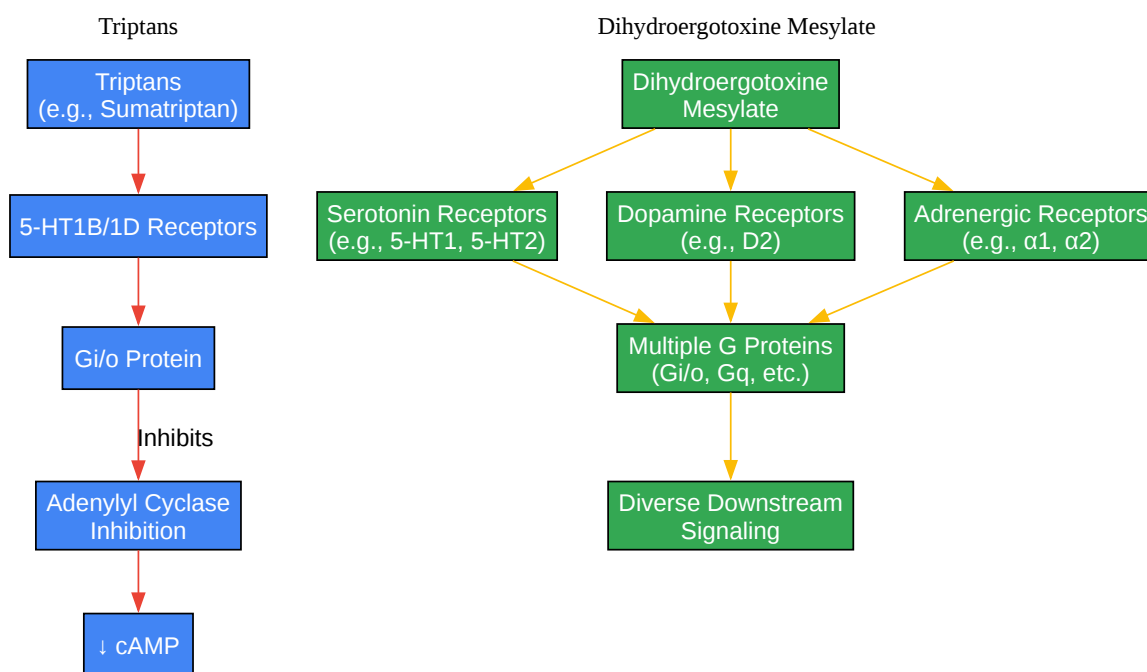 Triptans
Triptans
(e.g., Sumatriptan)
5-HT1B/1D Receptors
Gi/o Protein
Inhibits
Adenylyl Cyclase
Inhibition
↓ cAMP
Dihydroergotoxine Mesylate
Dihydroergotoxine
Mesylate
Serotonin Receptors
(e.g., 5-HT1, 5-HT2)
Dopamine Receptors
(e.g., D2)
Adrenergic Receptors
(e.g., α1, α2)
Multiple G Proteins
(Gi/o, Gq, etc.)
Diverse Downstream
Signaling